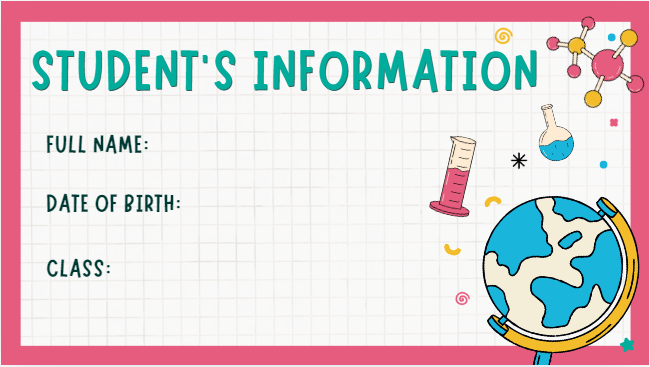 STUDENT'S INFORMATION
FULL NAME:
DATE OF BIRTH:
CLASS: